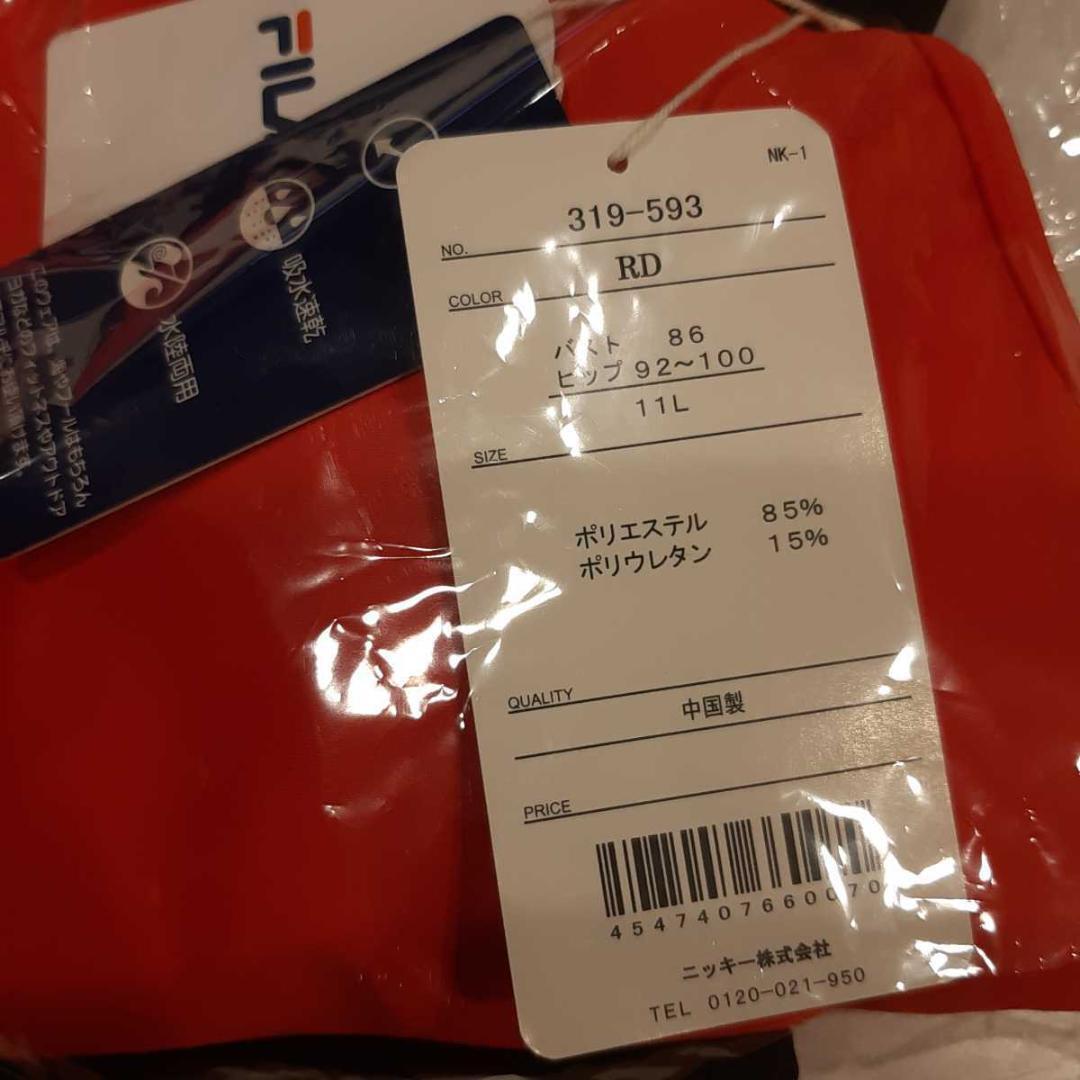 FILA
吸水速乾
水陸両用
NK-1
NO. 319-593
COLOR RD
バスト 86
ヒップ 92~100
11L
SIZE
ポリエステル 85%
ポリウレタン 15%
QUALITY
中国製
PRICE
4547407660070
ニッキー株式会社
TEL 0120-021-950